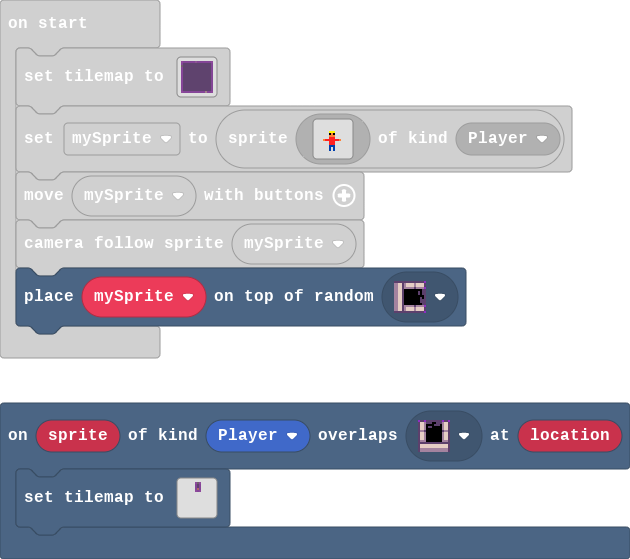 on start
set tilemap to
set mySprite to sprite of kind Player
move mySprite with buttons
camera follow sprite mySprite
place mySprite on top of random
on sprite of kind Player overlaps at location
set tilemap to